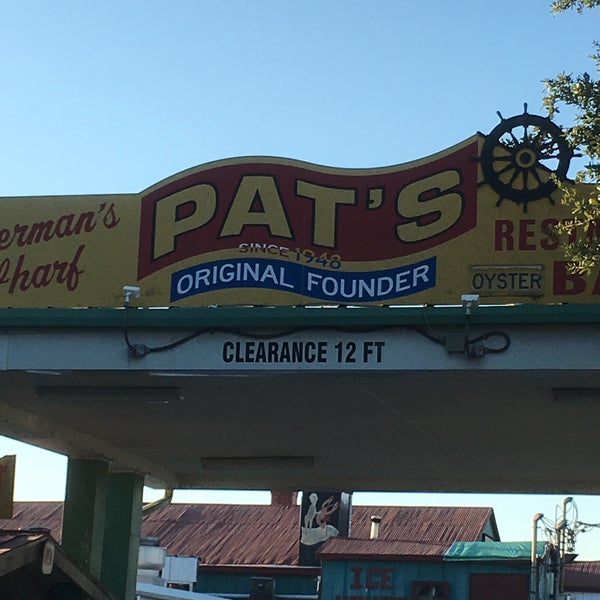 erman's
harf
PAT'S
SINCE 1948
ORIGINAL FOUNDER
OYSTER
CLEARANCE 12 FT
ICE